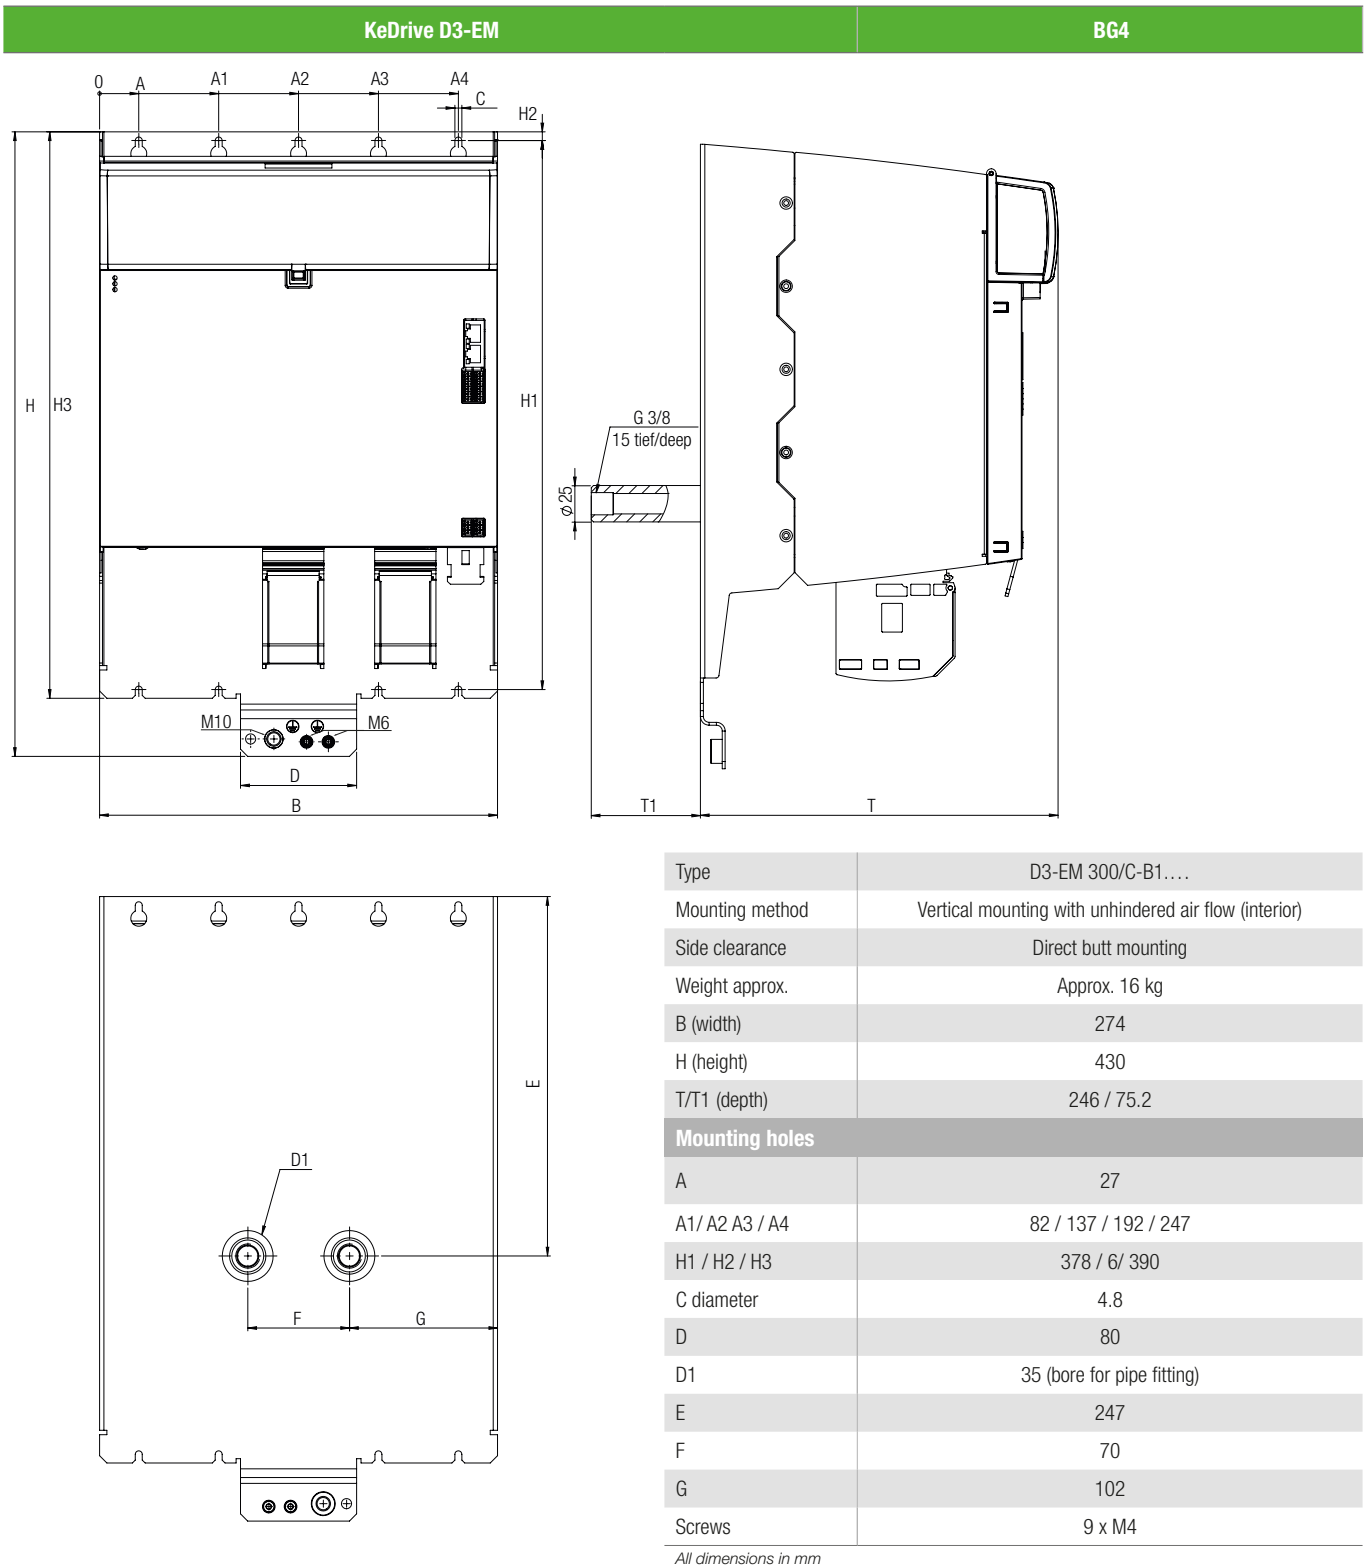 KeDrive D3-EM BG4
0 A A1 A2 A3 A4
C
H2
H H3 H1
G 3/8
15 tief/deep
Ø 25
M10 M6
D
B T1 T
E
D1
F G
Type D3-EM 300/C-B1....
Mounting method Vertical mounting with unhindered air flow (interior)
Side clearance Direct butt mounting
Weight approx. Approx. 16 kg
B (width) 274
H (height) 430
T/T1 (depth) 246 / 75.2
Mounting holes
A 27
A1/ A2 A3 / A4 82 / 137 / 192 / 247
H1 / H2 / H3 378 / 6/ 390
C diameter 4.8
D 80
D1 35 (bore for pipe fitting)
E 247
F 70
G 102
Screws 9 x M4
All dimensions in mm